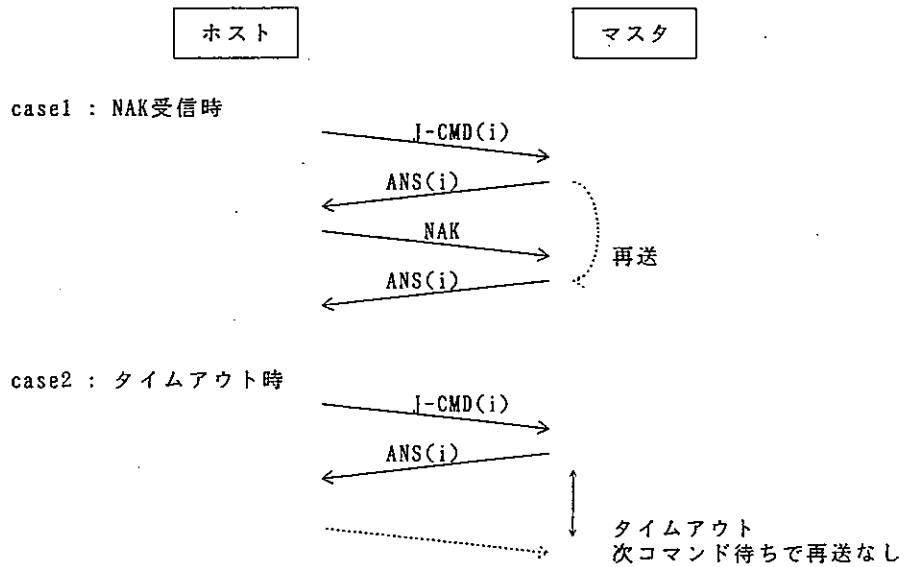 ホスト
マスタ
case1 : NAK受信時
I-CMD(i)
ANS(i)
NAK
再送
ANS(i)
case2 : タイムアウト時
I-CMD(i)
ANS(i)
タイムアウト
次コマンド待ちで再送なし